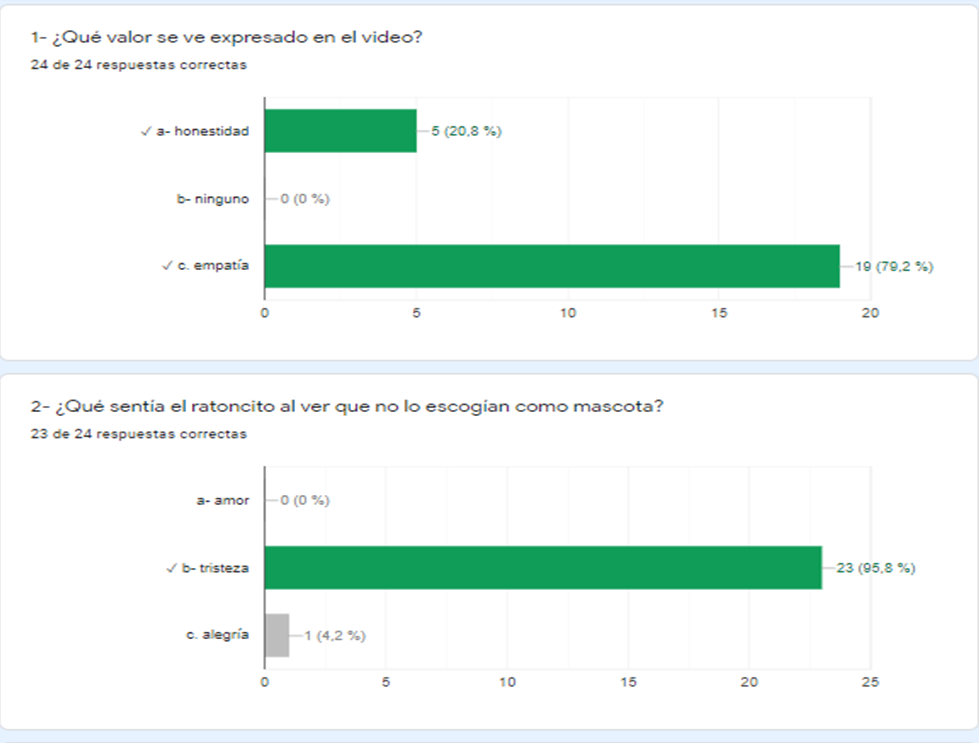 1- ¿Qué valor se ve expresado en el video?
24 de 24 respuestas correctas
✓ a- honestidad 5 (20,8 %)
b- ninguno 0 (0 %)
✓ c. empatía 19 (79,2 %)
0 5 10 15 20
2- ¿Qué sentía el ratoncito al ver que no lo escogían como mascota?
23 de 24 respuestas correctas
a- amor 0 (0 %)
✓ b- tristeza 23 (95,8 %)
c. alegría 1 (4,2 %)
0 5 10 15 20 25